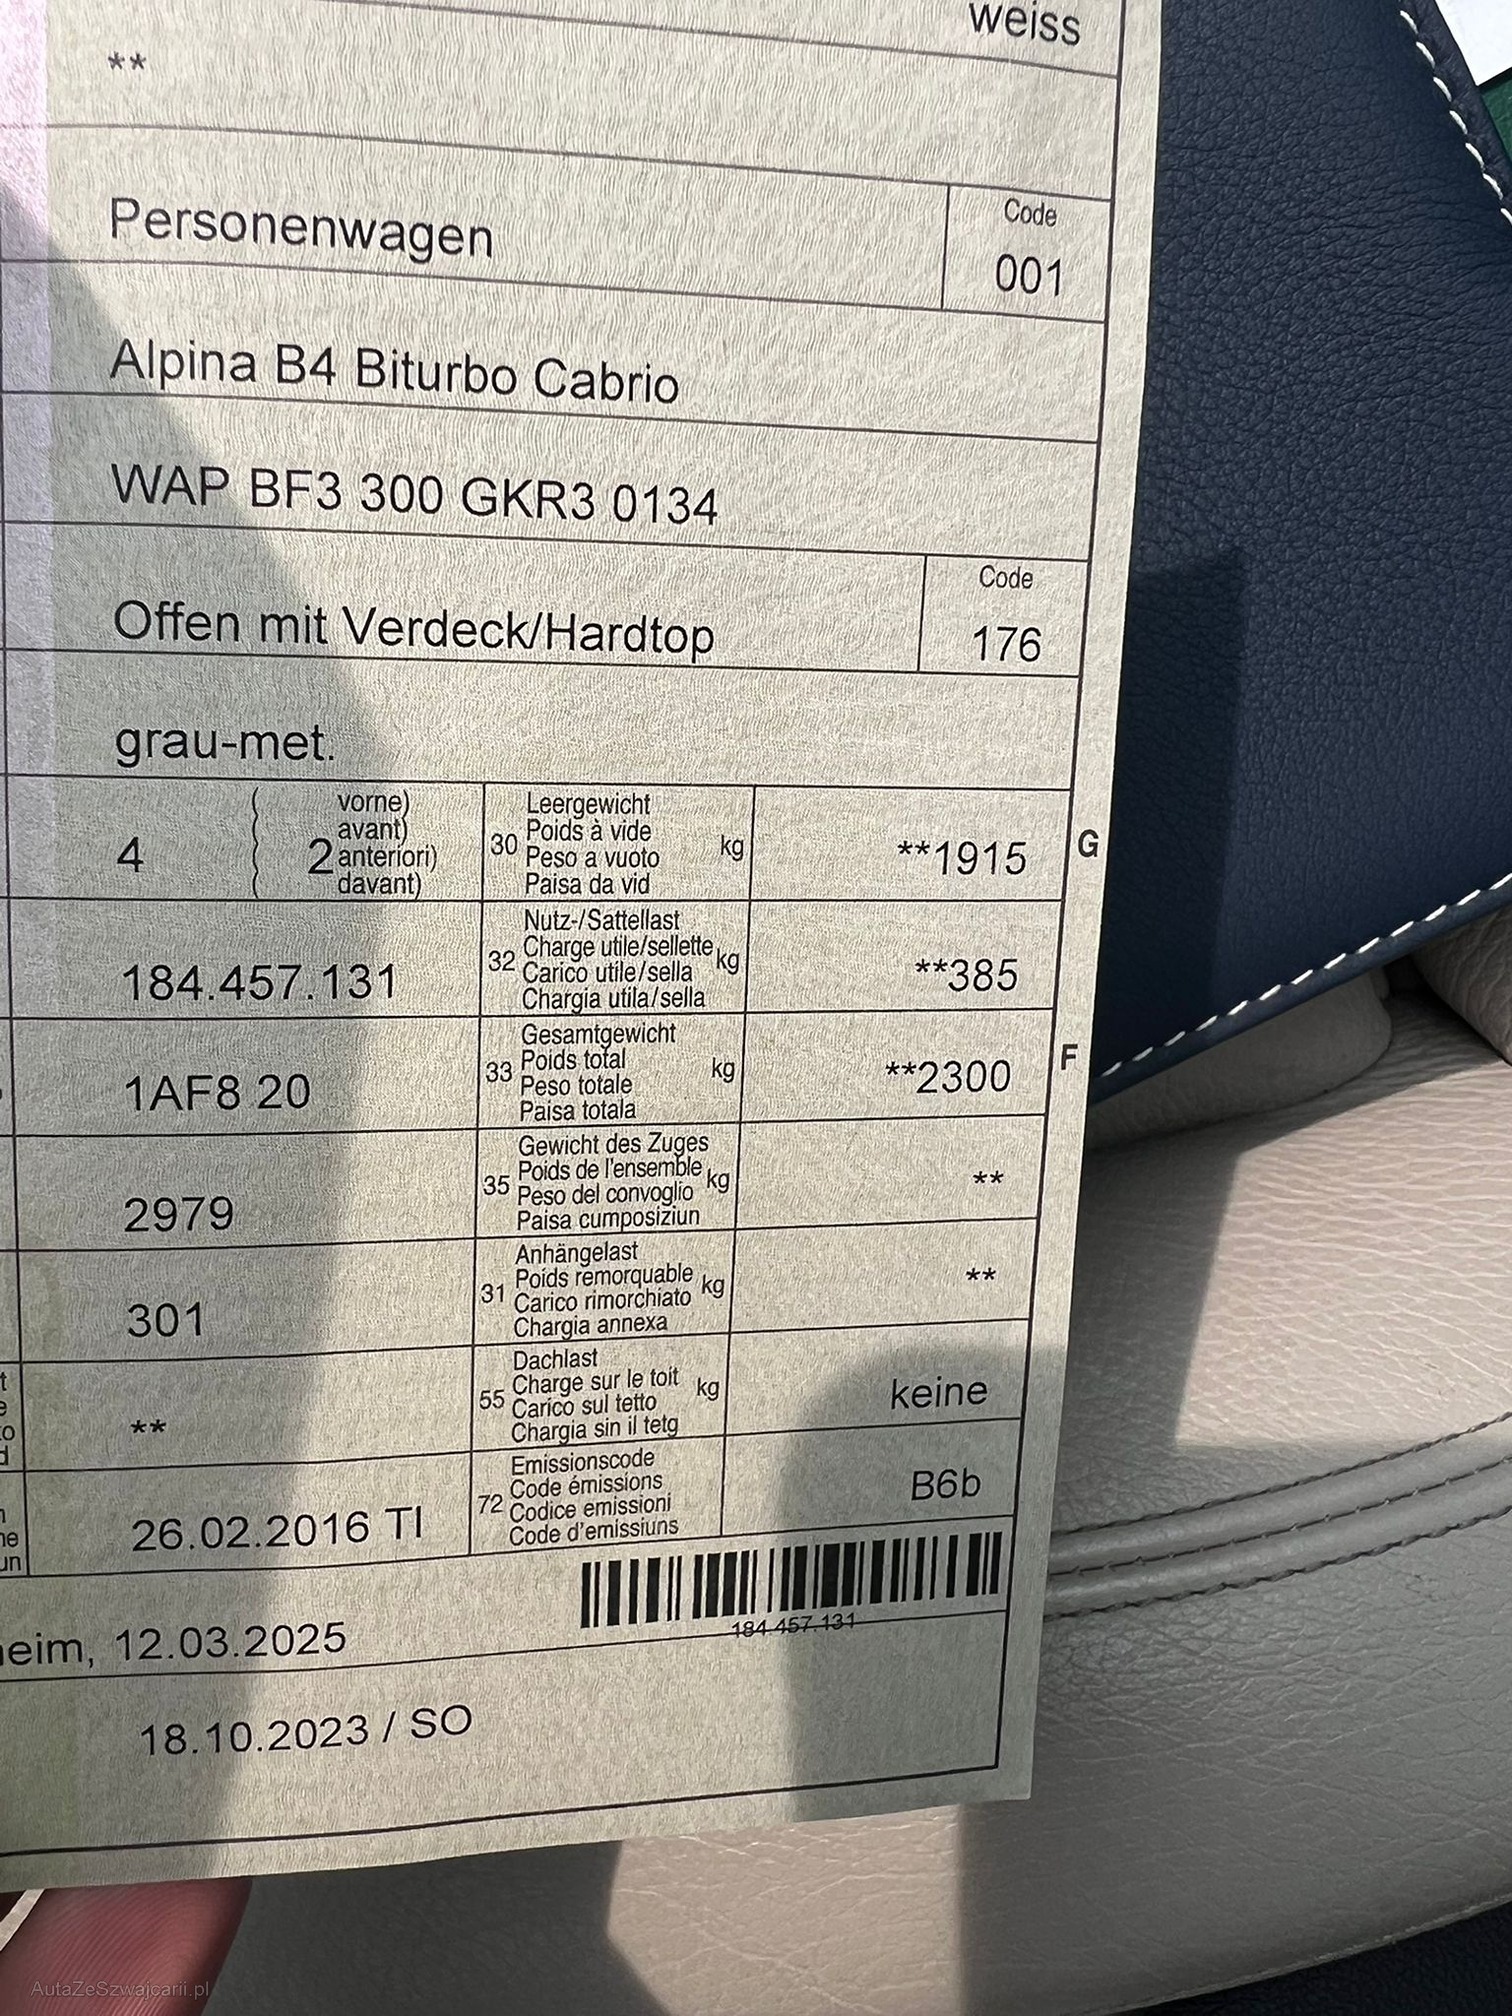 weiss
**
Personenwagen
Code
001
Alpina B4 Biturbo Cabrio
WAP BF3 300 GKR3 0134
Offen mit Verdeck/Hardtop
Code
176
grau-met.
4 2 vorne)
avant)
anteriori)
davant)
30 Leergewicht
Poids à vide
Peso a vuoto
Paisa da vid
kg **1915 G
184.457.131
32 Nutz-/Sattellast
Charge utile/sellette
Carico utile/sella
Chargia utila/sella
kg **385
1AF8 20
33 Gesamtgewicht
Poids total
Peso totale
Paisa totala
kg **2300 F
2979
35 Gewicht des Zuges
Poids de l'ensemble
Peso del convoglio
Paisa cumposiziun
kg **
301
31 Anhängelast
Poids remorquable
Carico rimorchiato
Chargia annexa
kg **
**
55 Dachlast
Charge sur le toit
Carico sul tetto
Chargia sin il tetg
kg keine
26.02.2016 TI
72 Emissionscode
Code émissions
Codice emissioni
Code d'emissiuns
B6b
184.457.131
heim, 12.03.2025
18.10.2023 / SO
AutaZeSzwajcarii.pl